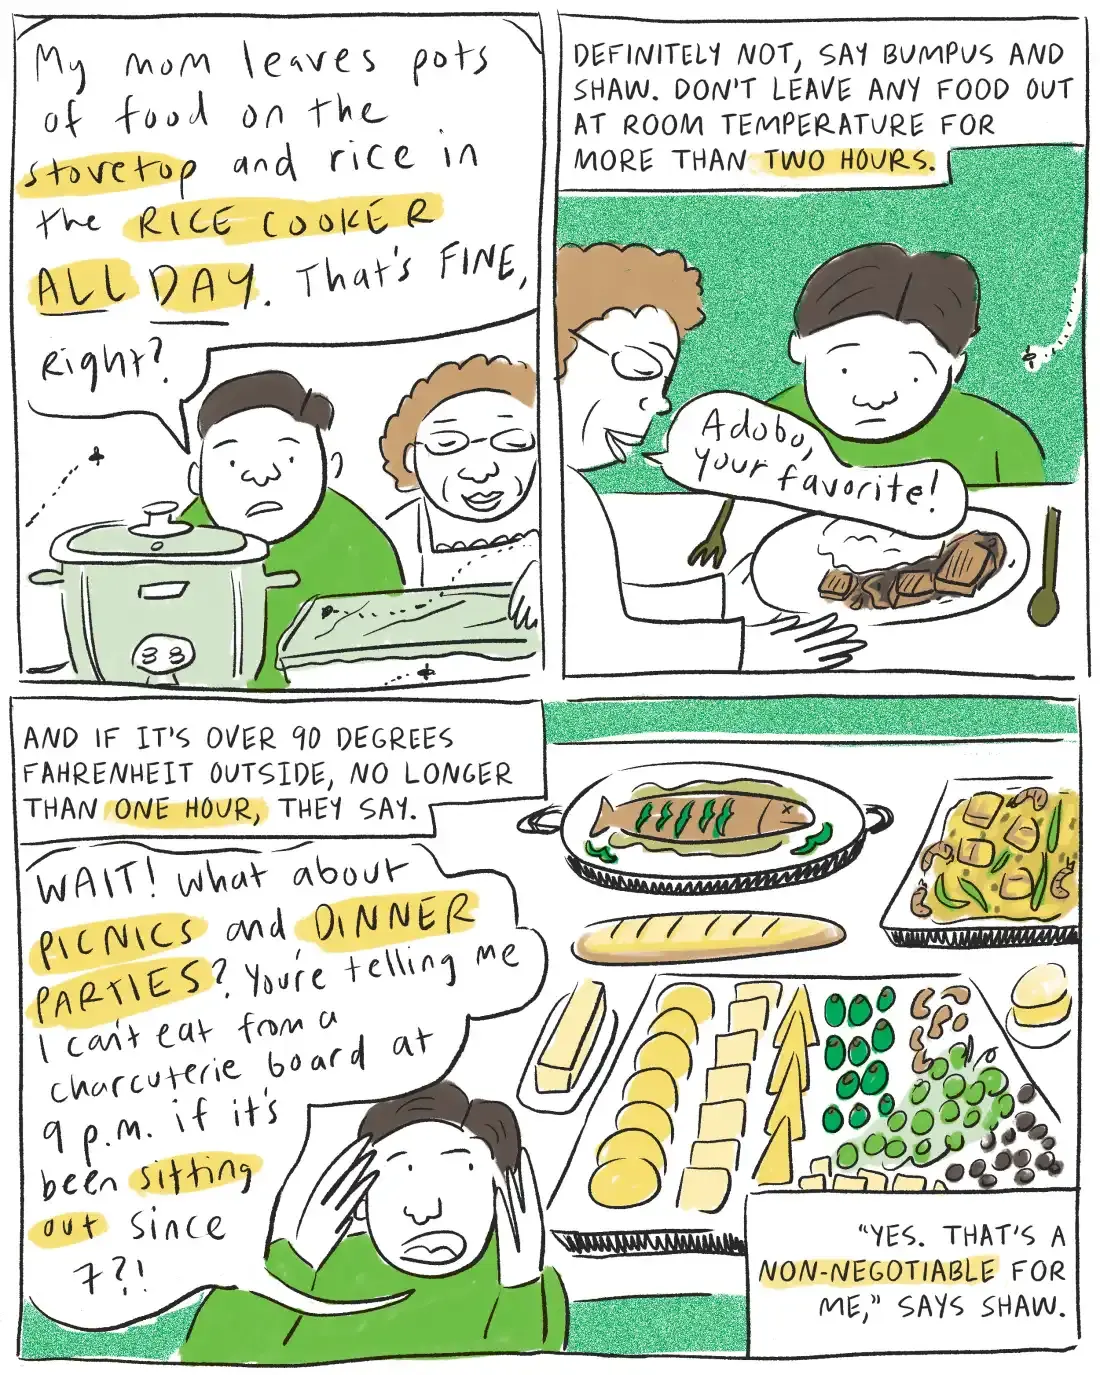 My mom leaves pots
of food on the
stovetop and rice in
the RICE COOKER
ALL DAY. That's FINE,
right?
DEFINITELY NOT, SAY BUMPUS AND
SHAW. DON'T LEAVE ANY FOOD OUT
AT ROOM TEMPERATURE FOR
MORE THAN TWO HOURS.
Adobo,
your favorite!
AND IF IT'S OVER 90 DEGREES
FAHRENHEIT OUTSIDE, NO LONGER
THAN ONE HOUR, THEY SAY.
WAIT! What about
PICNICS and DINNER
PARTIES? You're telling me
I can't eat from a
charcuterie board at
9 p.m. if it's
been sitting
out since
7?!
"YES. THAT'S A
NON-NEGOTIABLE FOR
ME," SAYS SHAW.